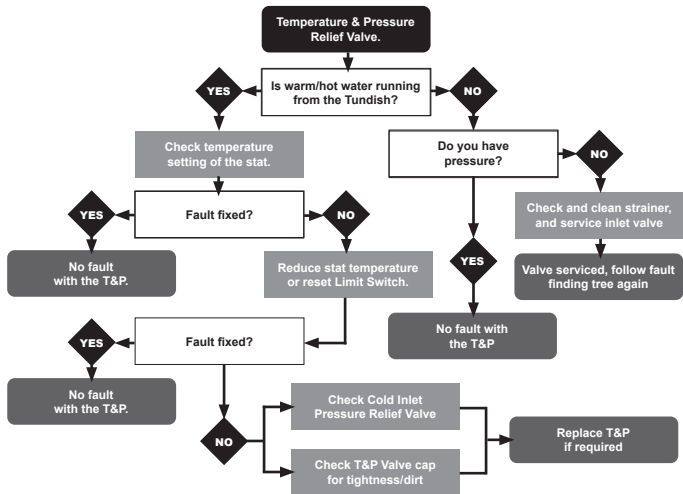 Temperature & Pressure
Relief Valve.
Is warm/hot water running
from the Tundish?
YES
NO
Check temperature
setting of the stat.
Do you have
pressure?
NO
YES
Fault fixed?
NO
Check and clean strainer,
and service inlet valve
YES
No fault
with the T&P.
Reduce stat temperature
or reset Limit Switch.
Valve serviced, follow fault
finding tree again
YES
Fault fixed?
No fault with
the T&P
No fault
with the T&P.
NO
Check Cold Inlet
Pressure Relief Valve
Check T&P Valve cap
for tightness/dirt
Replace T&P
if required